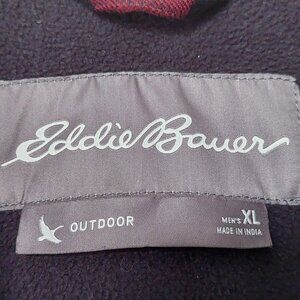 Eddie Bauer
OUTDOOR
MEN'S XL
MADE IN INDIA